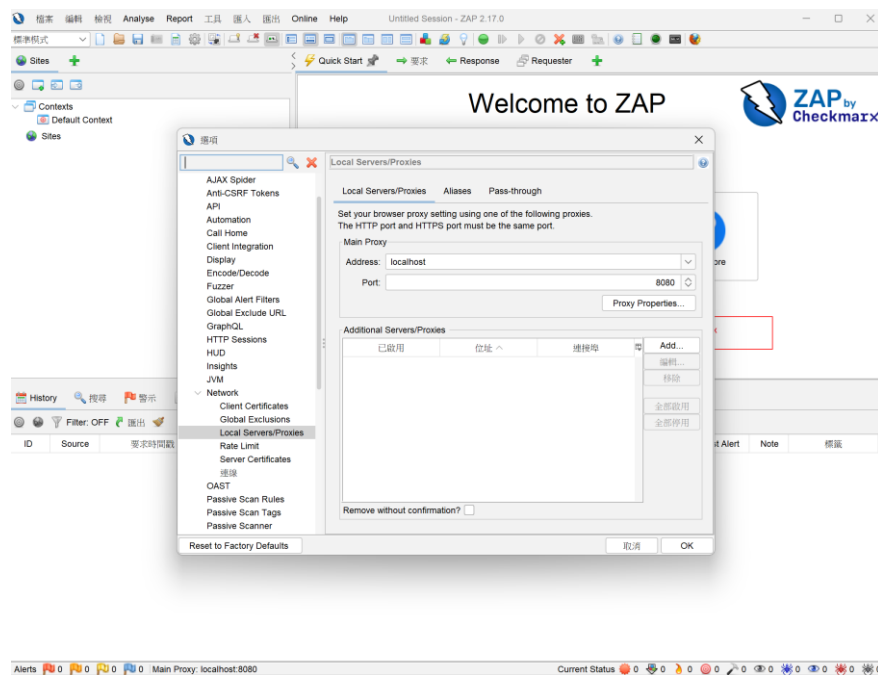 檔案 編輯 檢視 Analyse Report 工具 匯入 匯出 Online Help Untitled Session - ZAP 2.17.0
標準模式
Sites Quick Start 要求 Response Requester
Contexts
Default Context
Sites
Welcome to ZAP
ZAP by
Checkmarx
選項
Local Servers/Proxies
AJAX Spider
Anti-CSRF Tokens
API
Automation
Call Home
Client Integration
Display
Encode/Decode
Fuzzer
Global Alert Filters
Global Exclude URL
GraphQL
HTTP Sessions
HUD
Insights
JVM
Network
Client Certificates
Global Exclusions
Local Servers/Proxies
Rate Limit
Server Certificates
連線
OAST
Passive Scan Rules
Passive Scan Tags
Passive Scanner
Local Servers/Proxies Aliases Pass-through
Set your browser proxy setting using one of the following proxies.
The HTTP port and HTTPS port must be the same port.
Main Proxy
Address: localhost
Port: 8080
Proxy Properties...
Additional Servers/Proxies
已啟用 位址 連接埠
Add...
編輯...
移除
全部啟用
全部停用
Remove without confirmation?
Reset to Factory Defaults 取消 OK
ore
History 搜尋 警示
Filter: OFF 匯出
ID Source 要求時間戳 st Alert Note 標籤
Alerts 0 0 0 0 Main Proxy: localhost:8080 Current Status 0 0 0 0 0 0 0 0 0